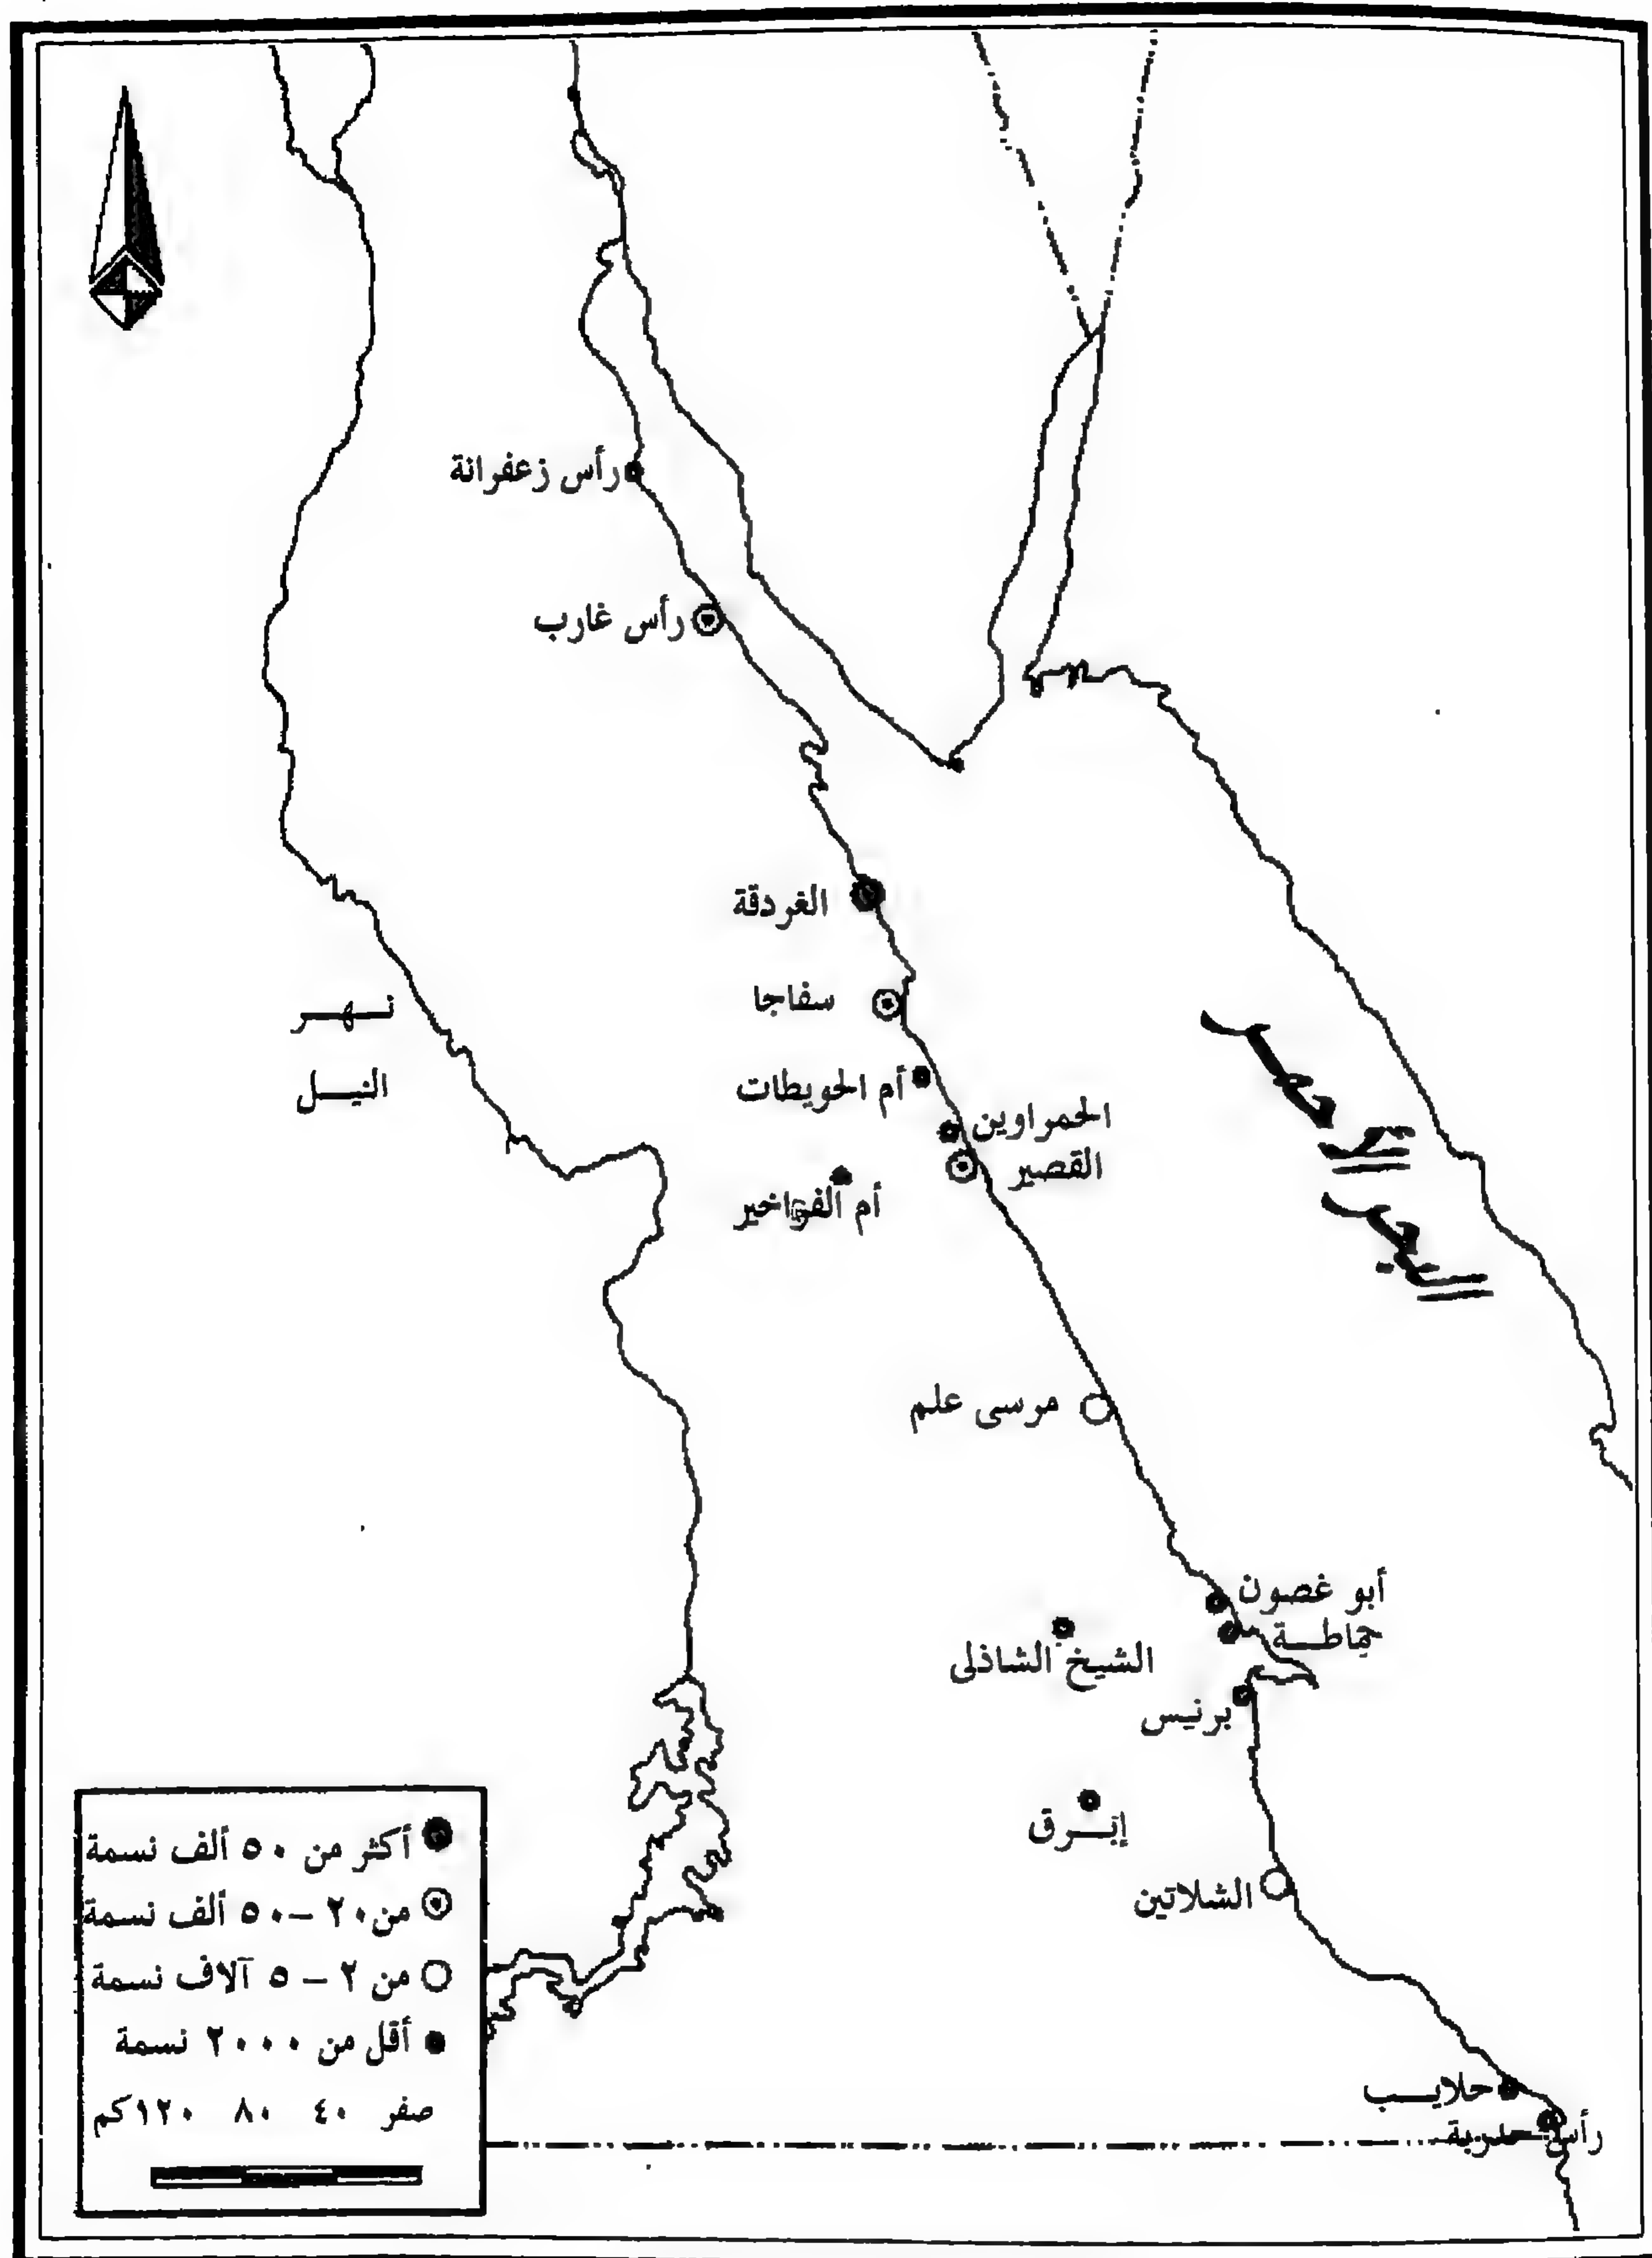 رأس زعفرانة
رأس غارب
الغردقة
سفاجا
نهر
النيل
أم الحويطات
الحمراوين
القصير
أم الفواخير
البحر
الأحمر
مرسى علم
أبو غصون
حماطة
الشيخ الشاذلى
برنيس
إبرق
الشلاتين
حلايب
رأس حدربة
أكثر من ٥٠ ألف نسمة
من ٢٠ – ٥٠ ألف نسمة
من ٢ – ٥ آلاف نسمة
أقل من ٢٠٠٠ نسمة
صفر ٤٠ ٨٠ ١٢٠كم